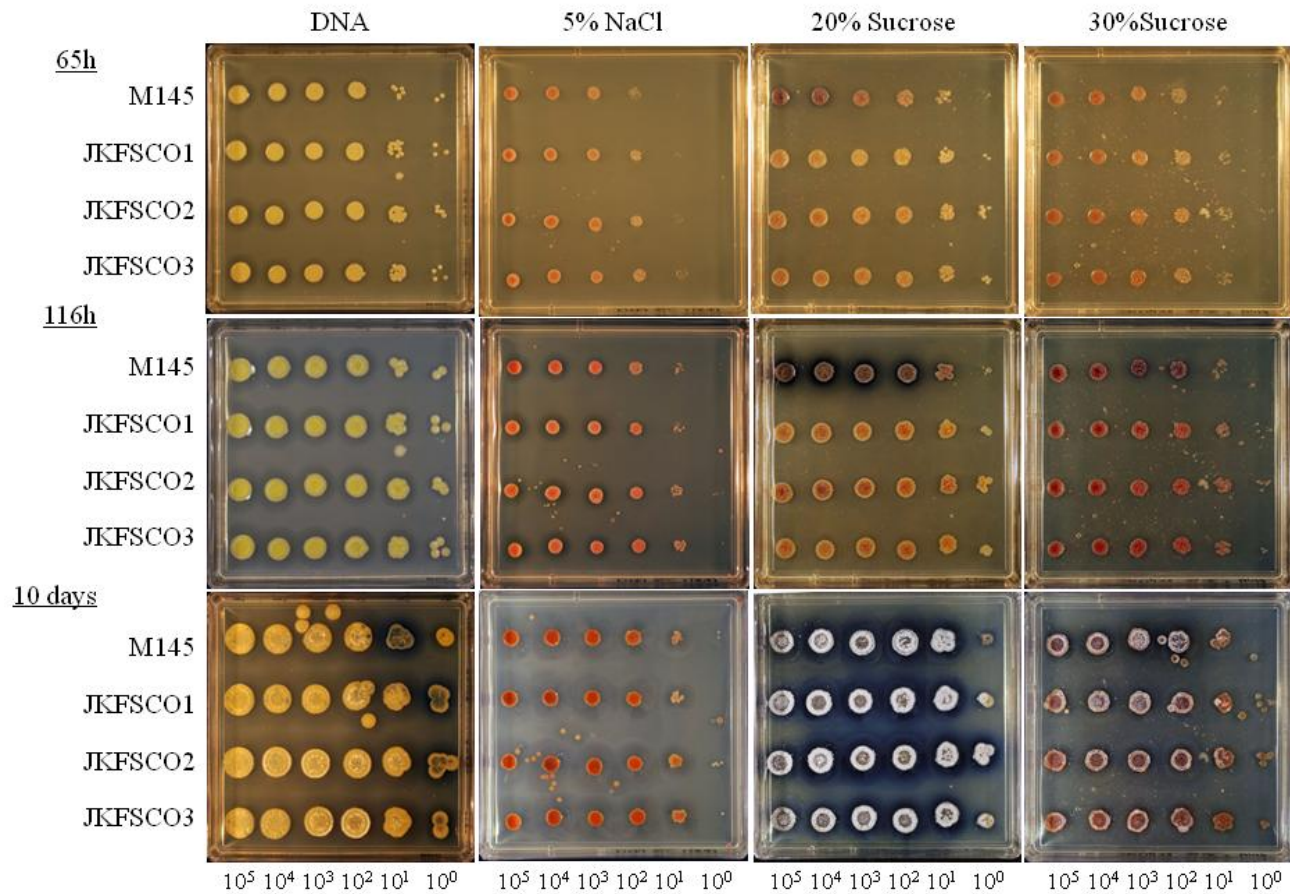 DNA 5% NaCl 20% Sucrose 30%Sucrose
65h
M145
JKFSCO1
JKFSCO2
JKFSCO3
116h
M145
JKFSCO1
JKFSCO2
JKFSCO3
10 days
M145
JKFSCO1
JKFSCO2
JKFSCO3
10⁵ 10⁴ 10³ 10² 10¹ 10⁰ 10⁵ 10⁴ 10³ 10² 10¹ 10⁰ 10⁵ 10⁴ 10³ 10² 10¹ 10⁰ 10⁵ 10⁴ 10³ 10² 10¹ 10⁰